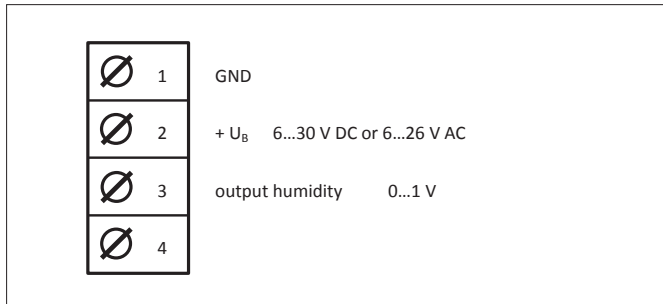 1 GND
2 + U_B 6...30 V DC or 6...26 V AC
3 output humidity 0...1 V
4